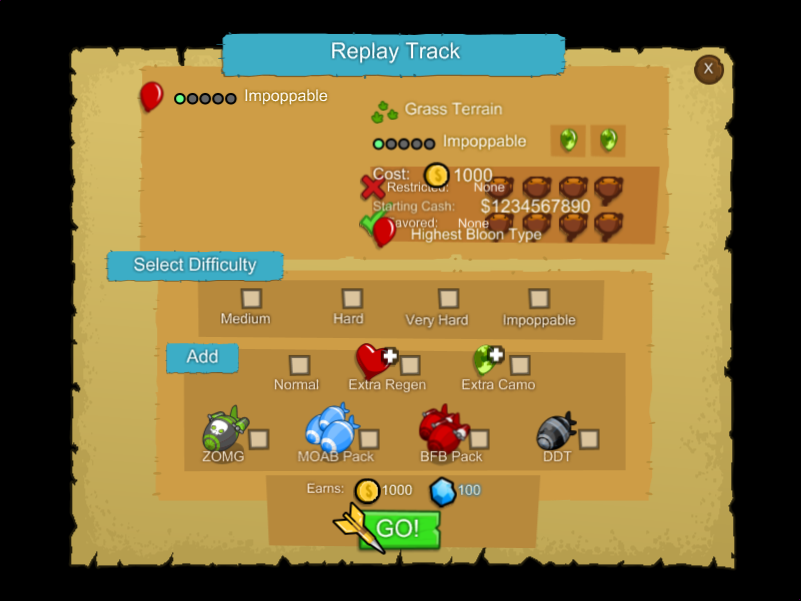 Replay Track
X
Impoppable
Grass Terrain
Impoppable
Cost: 1000
Restricted: None
Starting Cash: $1234567890
Favored: None
Highest Bloon Type
Select Difficulty
Medium Hard Very Hard Impoppable
Add
Normal Extra Regen Extra Camo
ZOMG MOAB Pack BFB Pack DDT
Earns: 1000 100
GO!